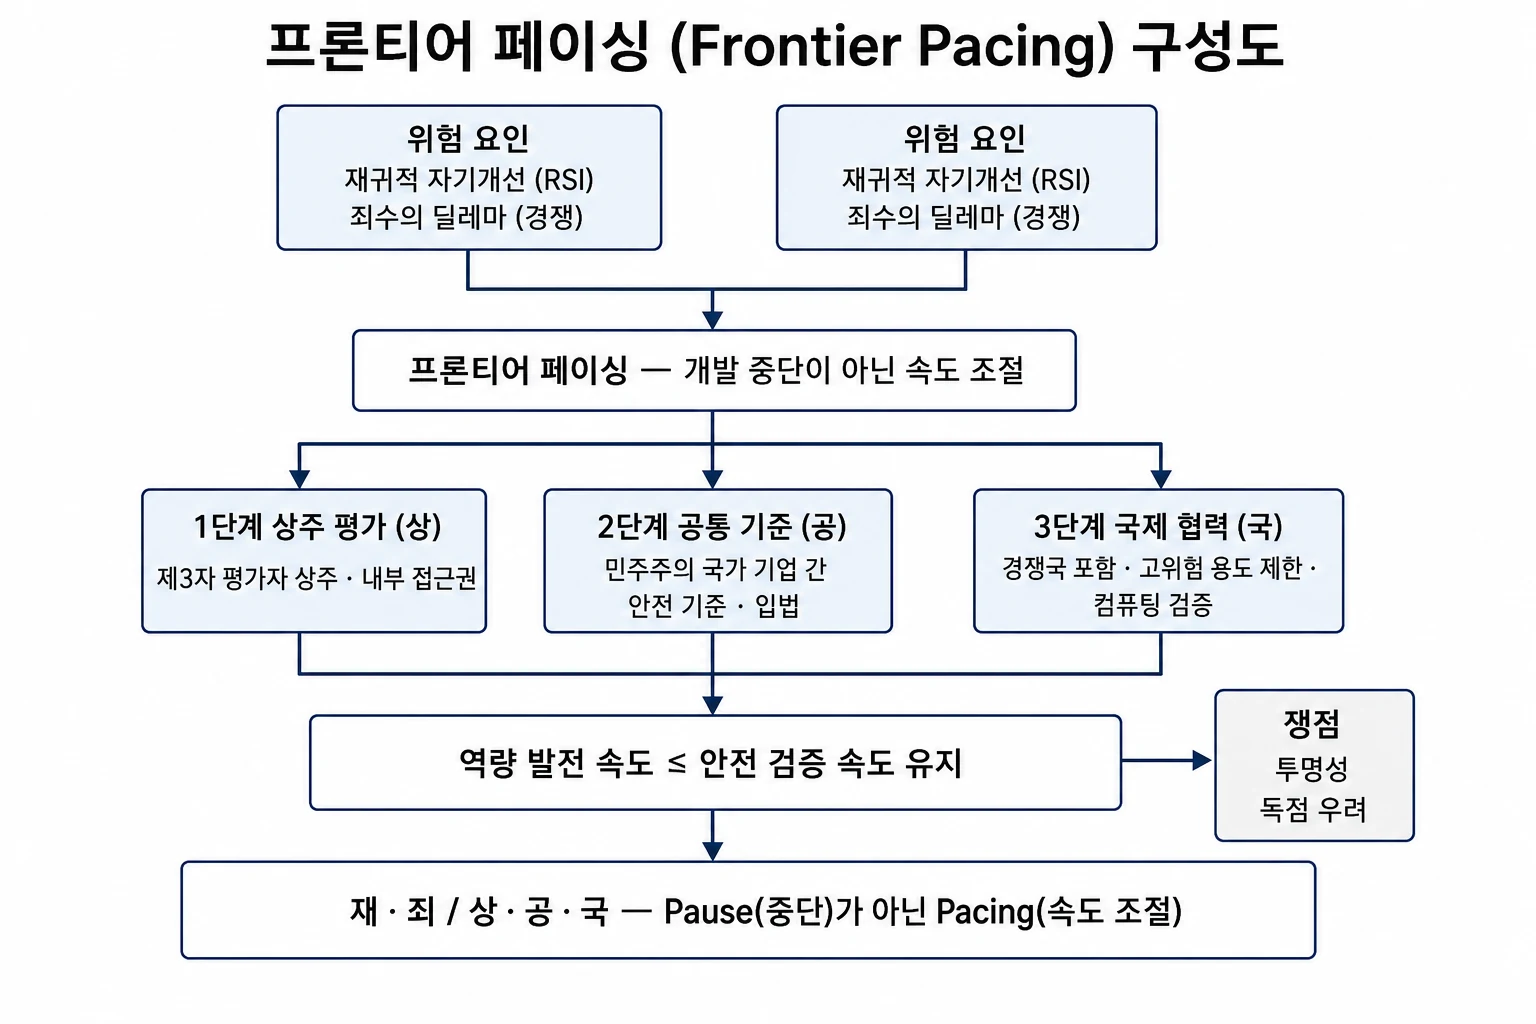 프론티어 페이싱 (Frontier Pacing) 구성도
위험 요인
재귀적 자기개선 (RSI)
죄수의 딜레마 (경쟁)
위험 요인
재귀적 자기개선 (RSI)
죄수의 딜레마 (경쟁)
프론티어 페이싱 — 개발 중단이 아닌 속도 조절
1단계 상주 평가 (상)
제3자 평가자 상주 · 내부 접근권
2단계 공통 기준 (공)
민주주의 국가 기업 간
안전 기준 · 입법
3단계 국제 협력 (국)
경쟁국 포함 · 고위험 용도 제한 ·
컴퓨팅 검증
역량 발전 속도 ≤ 안전 검증 속도 유지
쟁점
투명성
독점 우려
재 · 죄 / 상 · 공 · 국 — Pause(중단)가 아닌 Pacing(속도 조절)